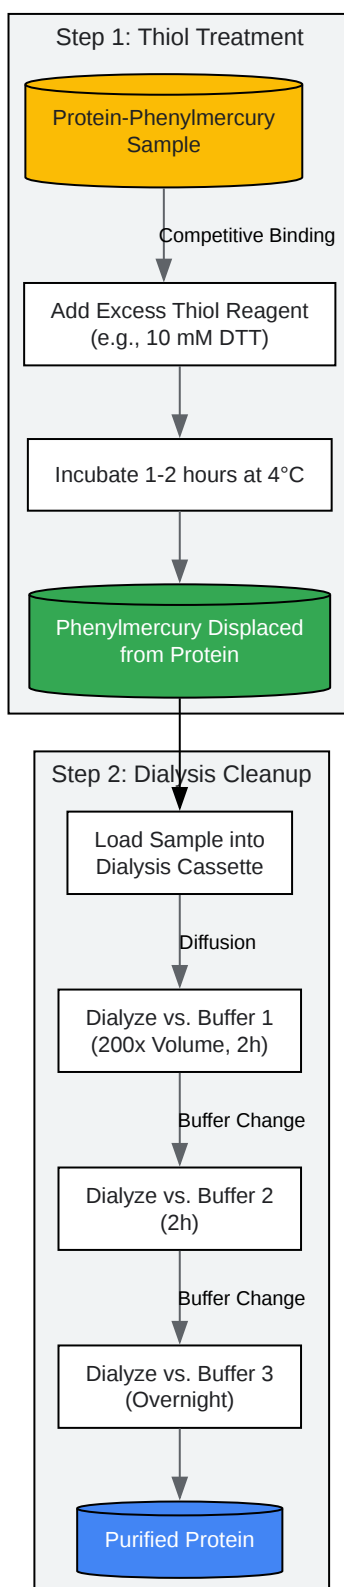 Step 1: Thiol Treatment
Protein-Phenylmercury
Sample
Competitive Binding
Add Excess Thiol Reagent
(e.g., 10 mM DTT)
Incubate 1-2 hours at 4°C
Phenylmercury Displaced
from Protein
Step 2: Dialysis Cleanup
Load Sample into
Dialysis Cassette
Diffusion
Dialyze vs. Buffer 1
(200x Volume, 2h)
Buffer Change
Dialyze vs. Buffer 2
(2h)
Buffer Change
Dialyze vs. Buffer 3
(Overnight)
Purified Protein